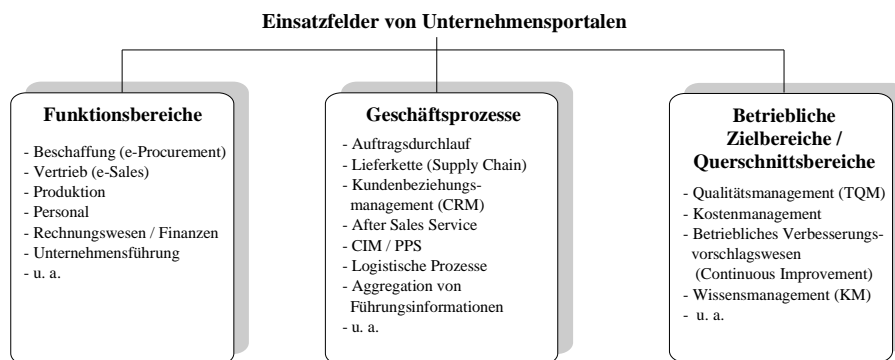 Einsatzfelder von Unternehmensportalen
Funktionsbereiche
- Beschaffung (e-Procurement)
- Vertrieb (e-Sales)
- Produktion
- Personal
- Rechnungswesen / Finanzen
- Unternehmensführung
- u. a.
Geschäftsprozesse
- Auftragsdurchlauf
- Lieferkette (Supply Chain)
- Kundenbeziehungs-
management (CRM)
- After Sales Service
- CIM / PPS
- Logistische Prozesse
- Aggregation von
Führungsinformationen
- u. a.
Betriebliche
Zielbereiche /
Querschnittsbereiche
- Qualitätsmanagement (TQM)
- Kostenmanagement
- Betriebliches Verbesserungs-
vorschlagswesen
(Continuous Improvement)
- Wissensmanagement (KM)
- u. a.